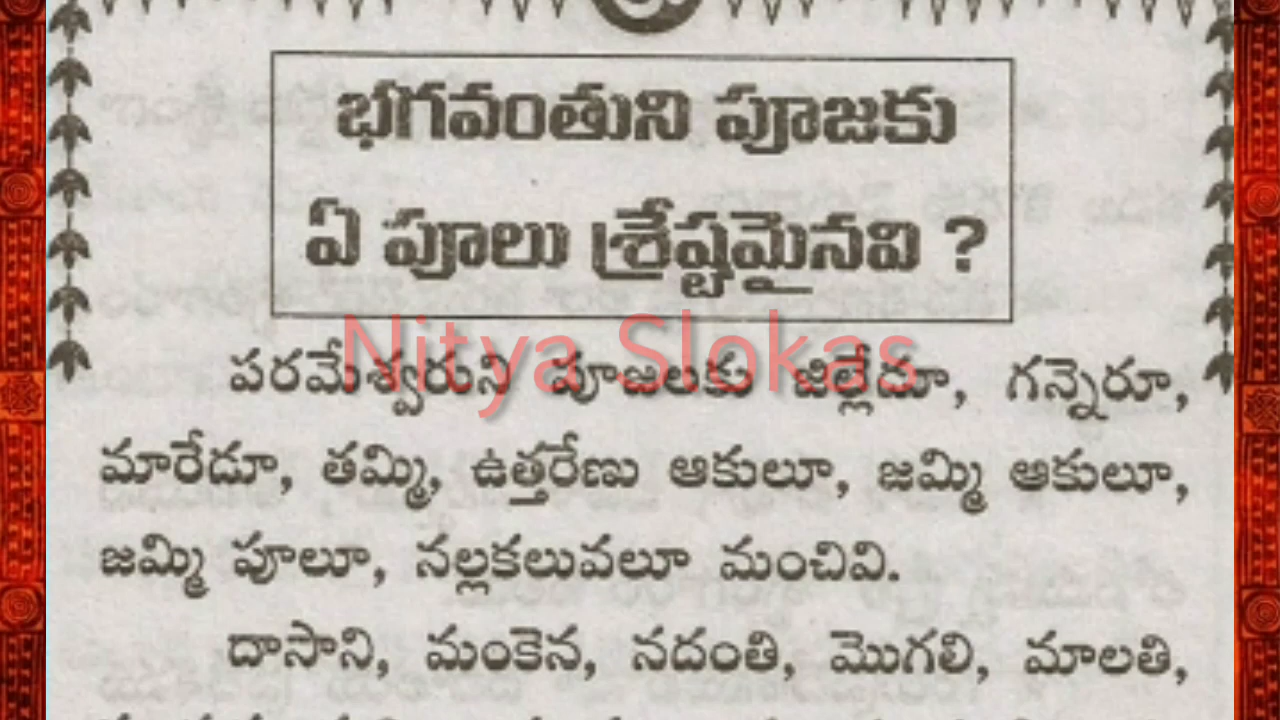 భగవంతుని పూజకు
ఏ పూలు శ్రేష్టమైనవి ?
Nitya Slokas
పరమేశ్వరుని పూజలకు జిల్లేడూ, గన్నెరూ,
మారేడూ, తమ్మి, ఉత్తరేణు ఆకులూ, జమ్మి ఆకులూ,
జమ్మి పూలూ, నల్లకలువలూ మంచివి.
దాసాని, మంకెన, నదంతి, మొగలి, మాలతి,